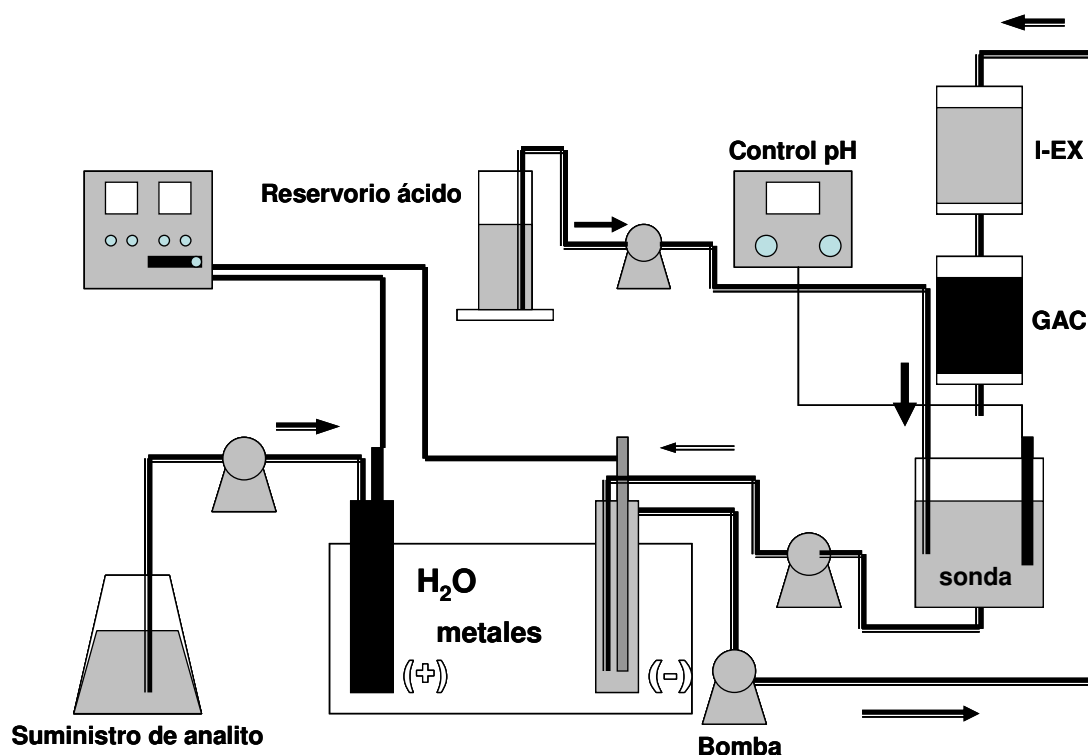 Control pH
I-EX
Reservorio ácido
GAC
H₂O
sonda
metales
(+)
(-)
Suministro de analito
Bomba